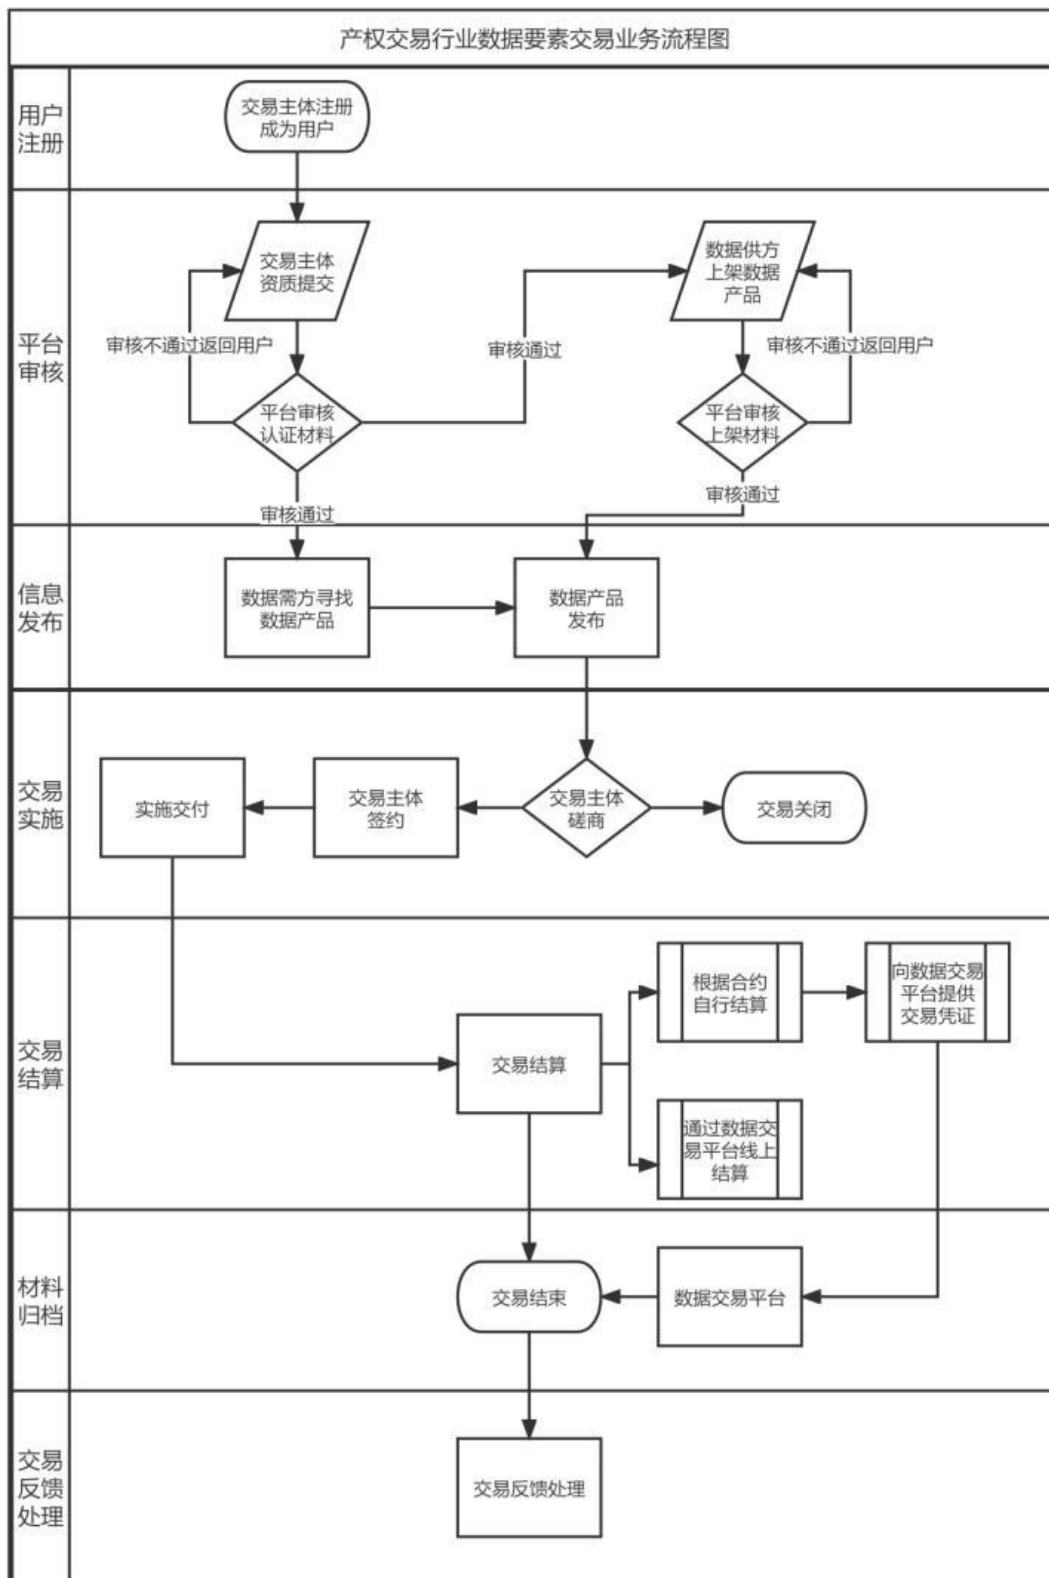 产权交易行业数据要素交易业务流程图
用户
注册
交易主体注册
成为用户
平台
审核
交易主体
资质提交
数据供方
上架数据
产品
审核不通过返回用户
审核通过
审核不通过返回用户
平台审核
认证材料
平台审核
上架材料
审核通过
审核通过
信息
发布
数据需方寻找
数据产品
数据产品
发布
交易
实施
实施交付
交易主体
签约
交易主体
磋商
交易关闭
交易
结算
交易结算
根据合约
自行结算
向数据交易
平台提供
交易凭证
通过数据交
易平台线上
结算
材料
归档
交易结束
数据交易平台
交易
反馈
处理
交易反馈处理